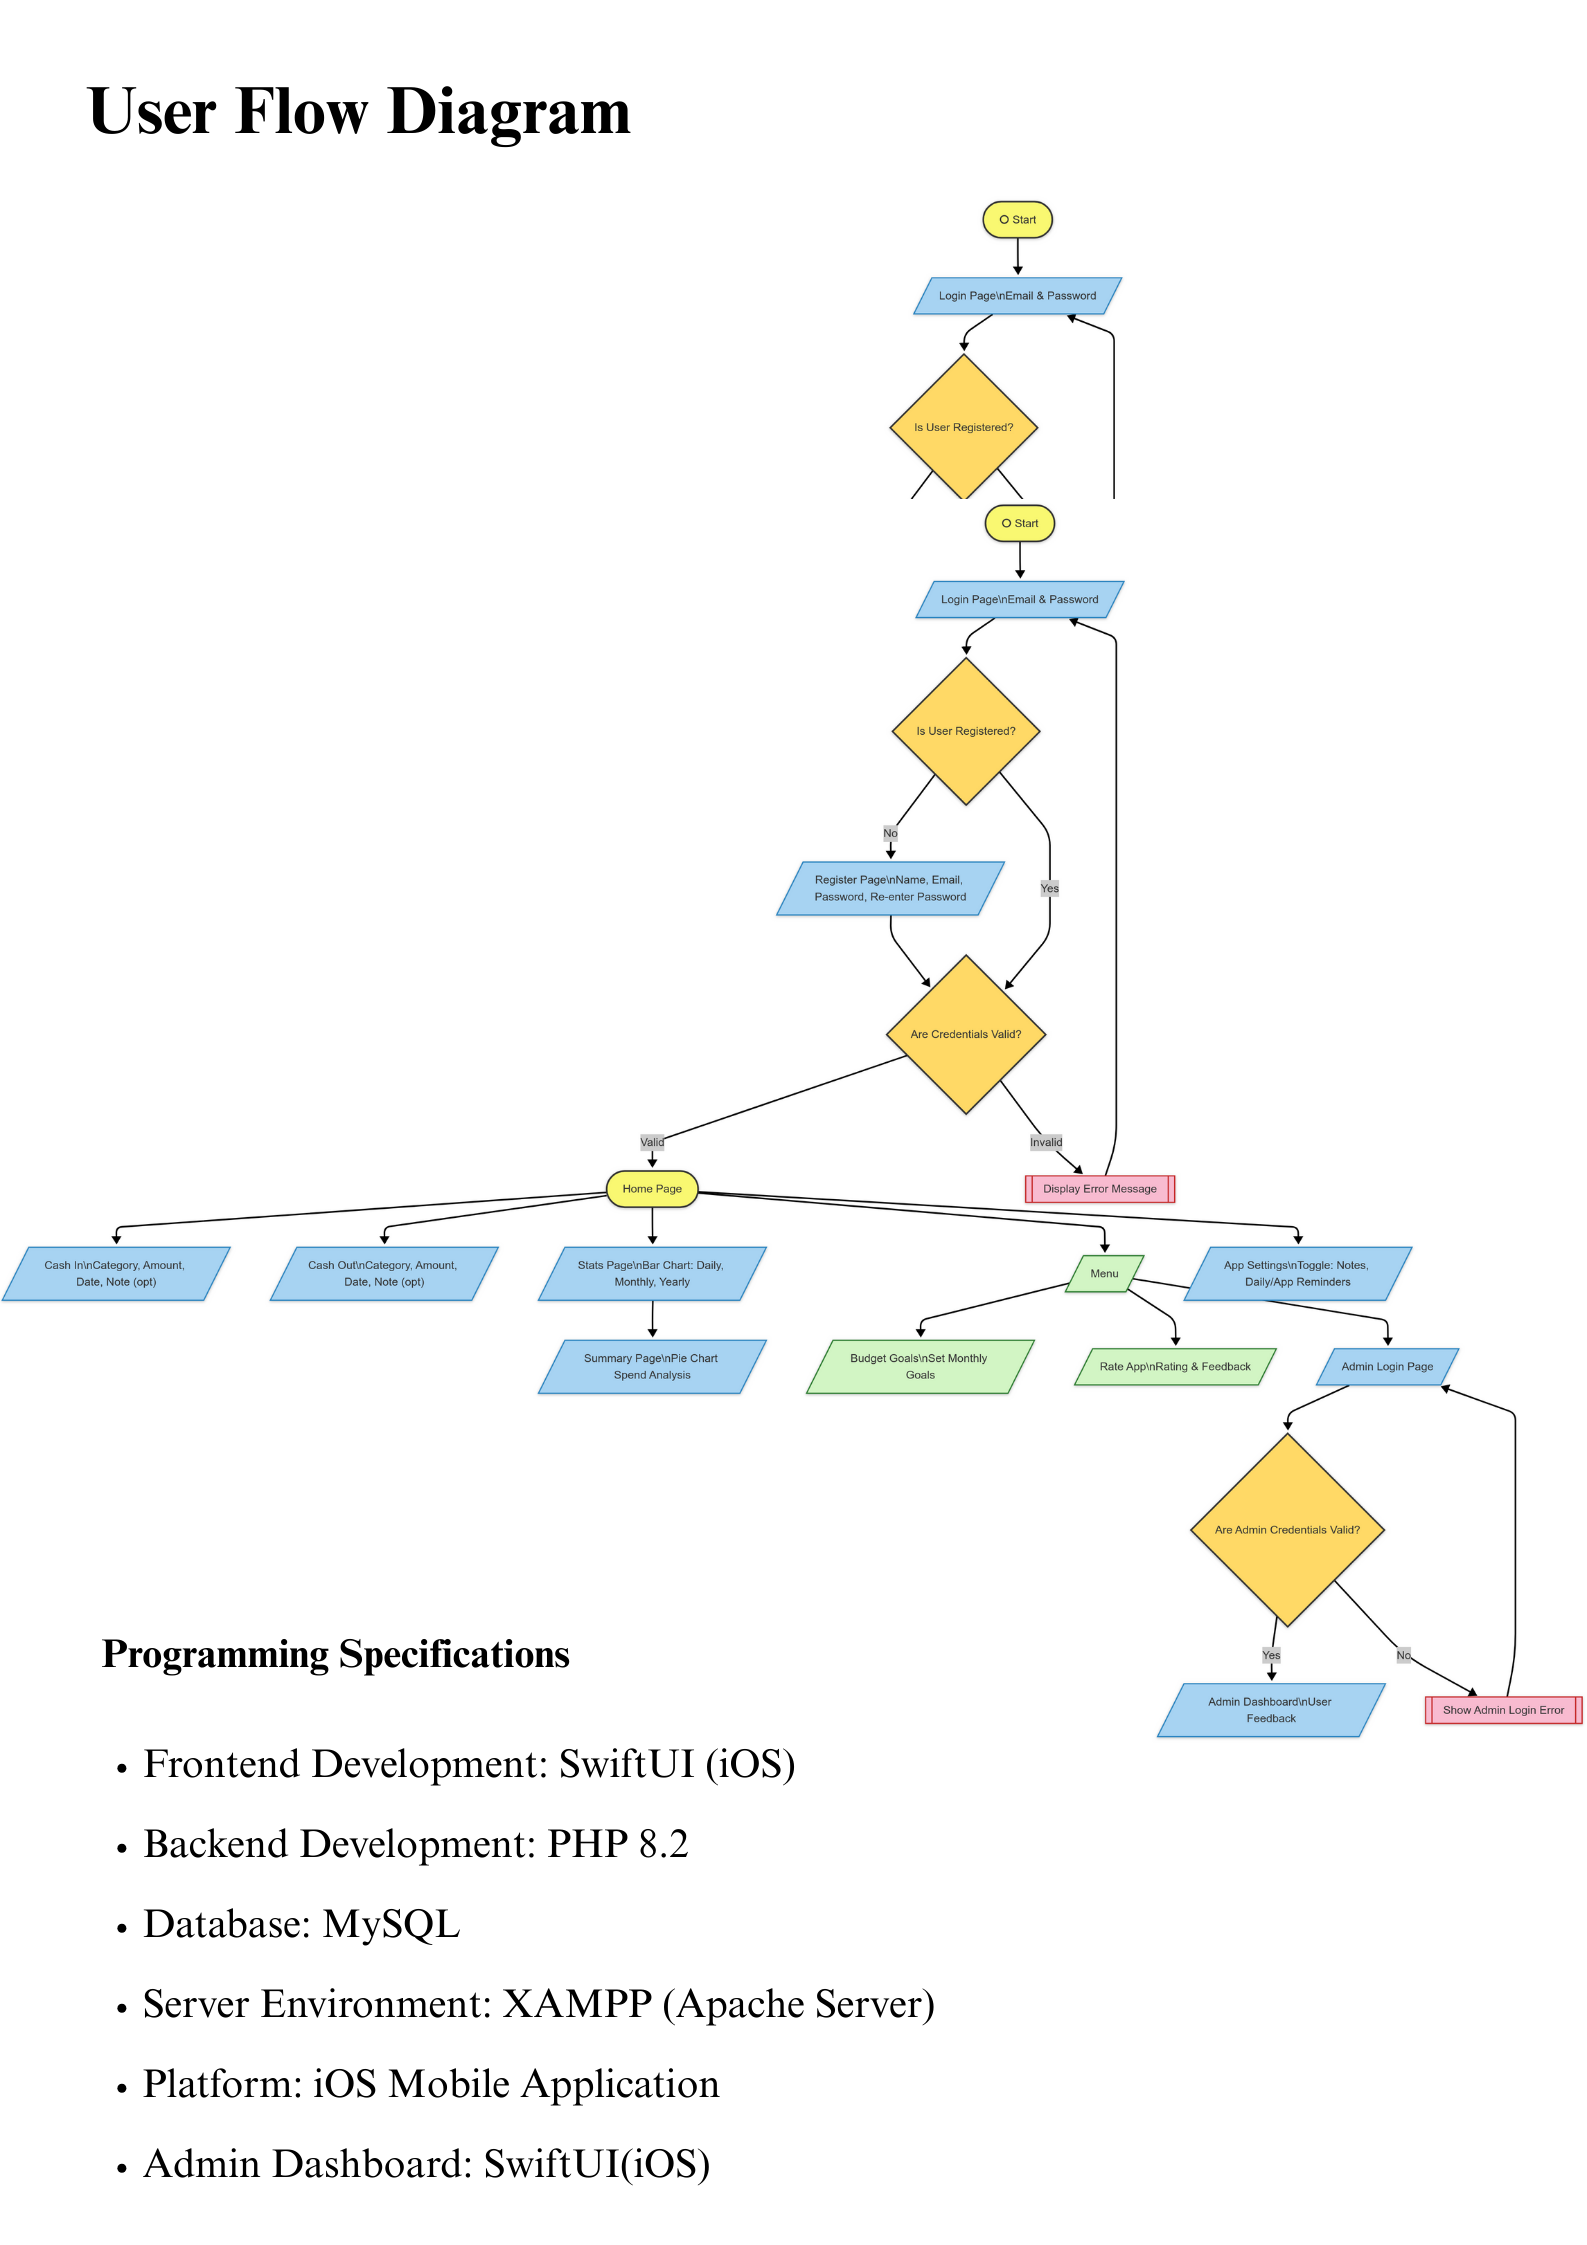 User Flow Diagram
Start
Login Page\nEmail & Password
Is User Registered?
Start
Login Page\nEmail & Password
Is User Registered?
No
Register Page\nName, Email,
Password, Re-enter Password
Yes
Are Credentials Valid?
Valid
Invalid
Home Page
Display Error Message
Cash In\nCategory, Amount,
Date, Note (opt)
Cash Out\nCategory, Amount,
Date, Note (opt)
Stats Page\nBar Chart: Daily,
Monthly, Yearly
Menu
App Settings\nToggle: Notes,
Daily/App Reminders
Summary Page\nPie Chart
Spend Analysis
Budget Goals\nSet Monthly
Goals
Rate App\nRating & Feedback
Admin Login Page
Are Admin Credentials Valid?
Yes
No
Admin Dashboard\nUser
Feedback
Show Admin Login Error
Programming Specifications
• Frontend Development: SwiftUI (iOS)
• Backend Development: PHP 8.2
• Database: MySQL
• Server Environment: XAMPP (Apache Server)
• Platform: iOS Mobile Application
• Admin Dashboard: SwiftUI(iOS)